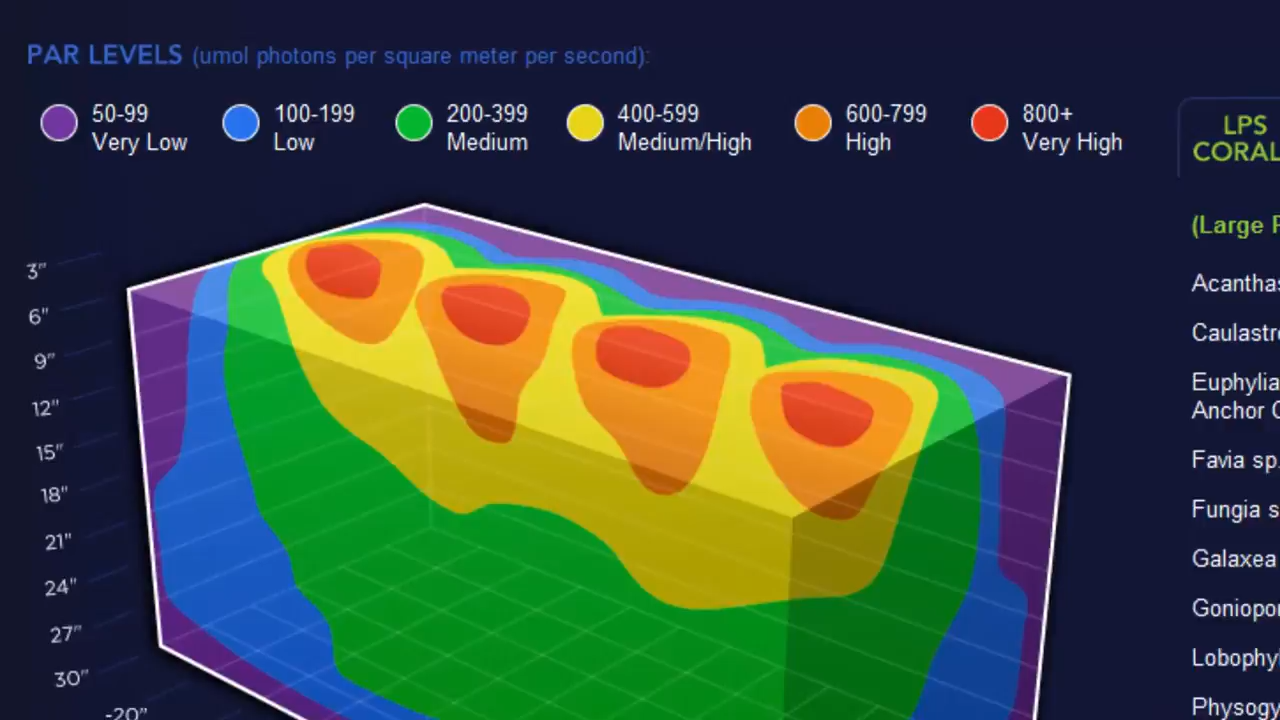 PAR LEVELS (umol photons per square meter per second):
50-99
Very Low
100-199
Low
200-399
Medium
400-599
Medium/High
600-799
High
800+
Very High
LPS
CORAL
(Large
3"
6"
9"
12"
15"
18"
21"
24"
27"
30"
-20"
Acanthas
Caulastr
Euphylia
Anchor
Favia sp.
Fungia s
Galaxea
Goniopo
Lobophy
Physogy